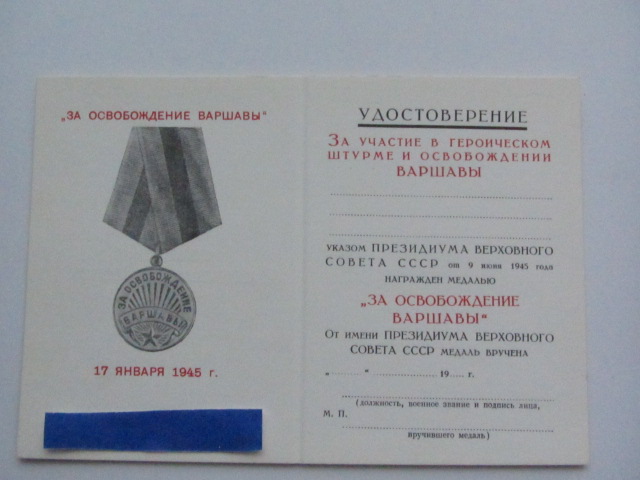 „ЗА ОСВОБОЖДЕНИЕ ВАРШАВЫ"
ЗА ОСВОБОЖДЕНИЕ
ВАРШАВЫ
17 ЯНВАРЯ 1945 г.
УДОСТОВЕРЕНИЕ
ЗА УЧАСТИЕ В ГЕРОИЧЕСКОМ
ШТУРМЕ И ОСВОБОЖДЕНИИ
ВАРШАВЫ
УКАЗОМ ПРЕЗИДИУМА ВЕРХОВНОГО
СОВЕТА СССР от 9 июня 1945 года
НАГРАЖДЕН МЕДАЛЬЮ
„ЗА ОСВОБОЖДЕНИЕ
ВАРШАВЫ"
ОТ ИМЕНИ ПРЕЗИДИУМА ВЕРХОВНОГО
СОВЕТА СССР МЕДАЛЬ ВРУЧЕНА
„ ........ " .................... 19 ..... г.
(должность, военное звание и подпись лица,
М. П.
вручившего медаль)